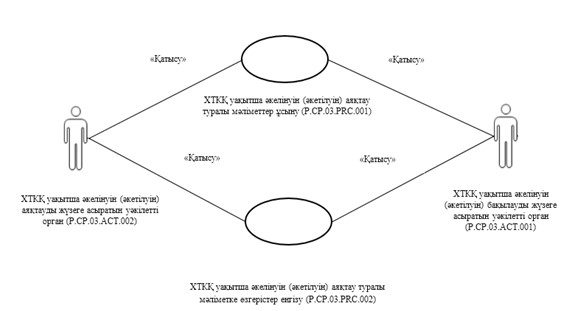 «Қатысу» «Қатысу»
ХТКҚ уақытша әкелінуін (әкетілуін) аяқтау
туралы мәліметтер ұсыну (P.CP.03.PRC.001)
«Қатысу» «Қатысу»
ХТКҚ уақытша әкелінуін (әкетілуін)
аяқтауды жүзеге асыратын уәкілетті
орган (P.CP.03.ACT.002)
ХТКҚ уақытша әкелінуін
(әкетілуін) бақылауды жүзеге
асыратын уәкілетті орган
(P.CP.03.ACT.001)
ХТКҚ уақытша әкелінуін (әкетілуін) аяқтау туралы
мәліметке өзгерістер енгізу (P.CP.03.PRC.002)